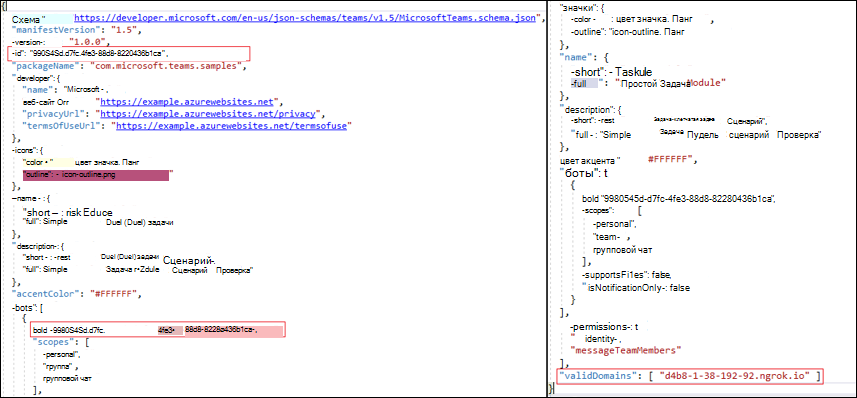 {
Схема " https://developer.microsoft.com/en-us/json-schemas/teams/v1.5/MicrosoftTeams.schema.json",
"manifestVersion": "1.5",
-version-: "1.0.0",
-id": "990S4Sd.d7fc.4fe3-88d8-8220436b1ca",
"packageName": "com.microsoft.teams.samples",
"developer": {
"name": "Microsoft - ,
веб-сайт Orr "https://example.azurewebsites.net",
"privacyUrl": "https://example.azurewebsites.net/privacy",
"termsOfUseUrl": "https://example.azurewebsites.net/termsofuse"
},
-icons": {
"color • " цвет значка. Панг
"outline": - icon-outline.png "
},
–name - : {
"short – : risk Educe
"full": Simple Duel (Duel) задачи
},
"description-: {
"short - : -rest Duel (Duel) задачи Сценарий-.
"full": Simple Задача r•Zdule Сценарий Проверка"
},
"accentColor": "#FFFFFF",
-bots": [
{
bold -9980S4Sd.d7fc. 4fe3• 88d8-8228ø436b1ca-,
"scopes": [
-personal",
"группа" ,
групповой чат
],
"значки": {
-color - : цвет значка. Панг ,
-outline": "icon-outline. Панг
},
"name": {
-short": - Taskule
-full ": "Простой Задача Module"
},
"description": {
-short": -rest Сценарий",
"full - : "Simple Задача Пудель сценарий Проверка"
},
цвет акцента " #FFFFFF",
"боты": t
{
bold "9980545d-d7fc-4fe3-88d8-82280436b1ca",
-scopes": [
-personal",
"team- ,
групповой чат
],
-supportsFi1es": false,
" isNotificationOnly-: false
}
],
-permissions-: t
" identity- ,
"messageTeamMembers"
],
"validDomains": [ "d4b8-1-38-192-92.ngrok.io" ]
}